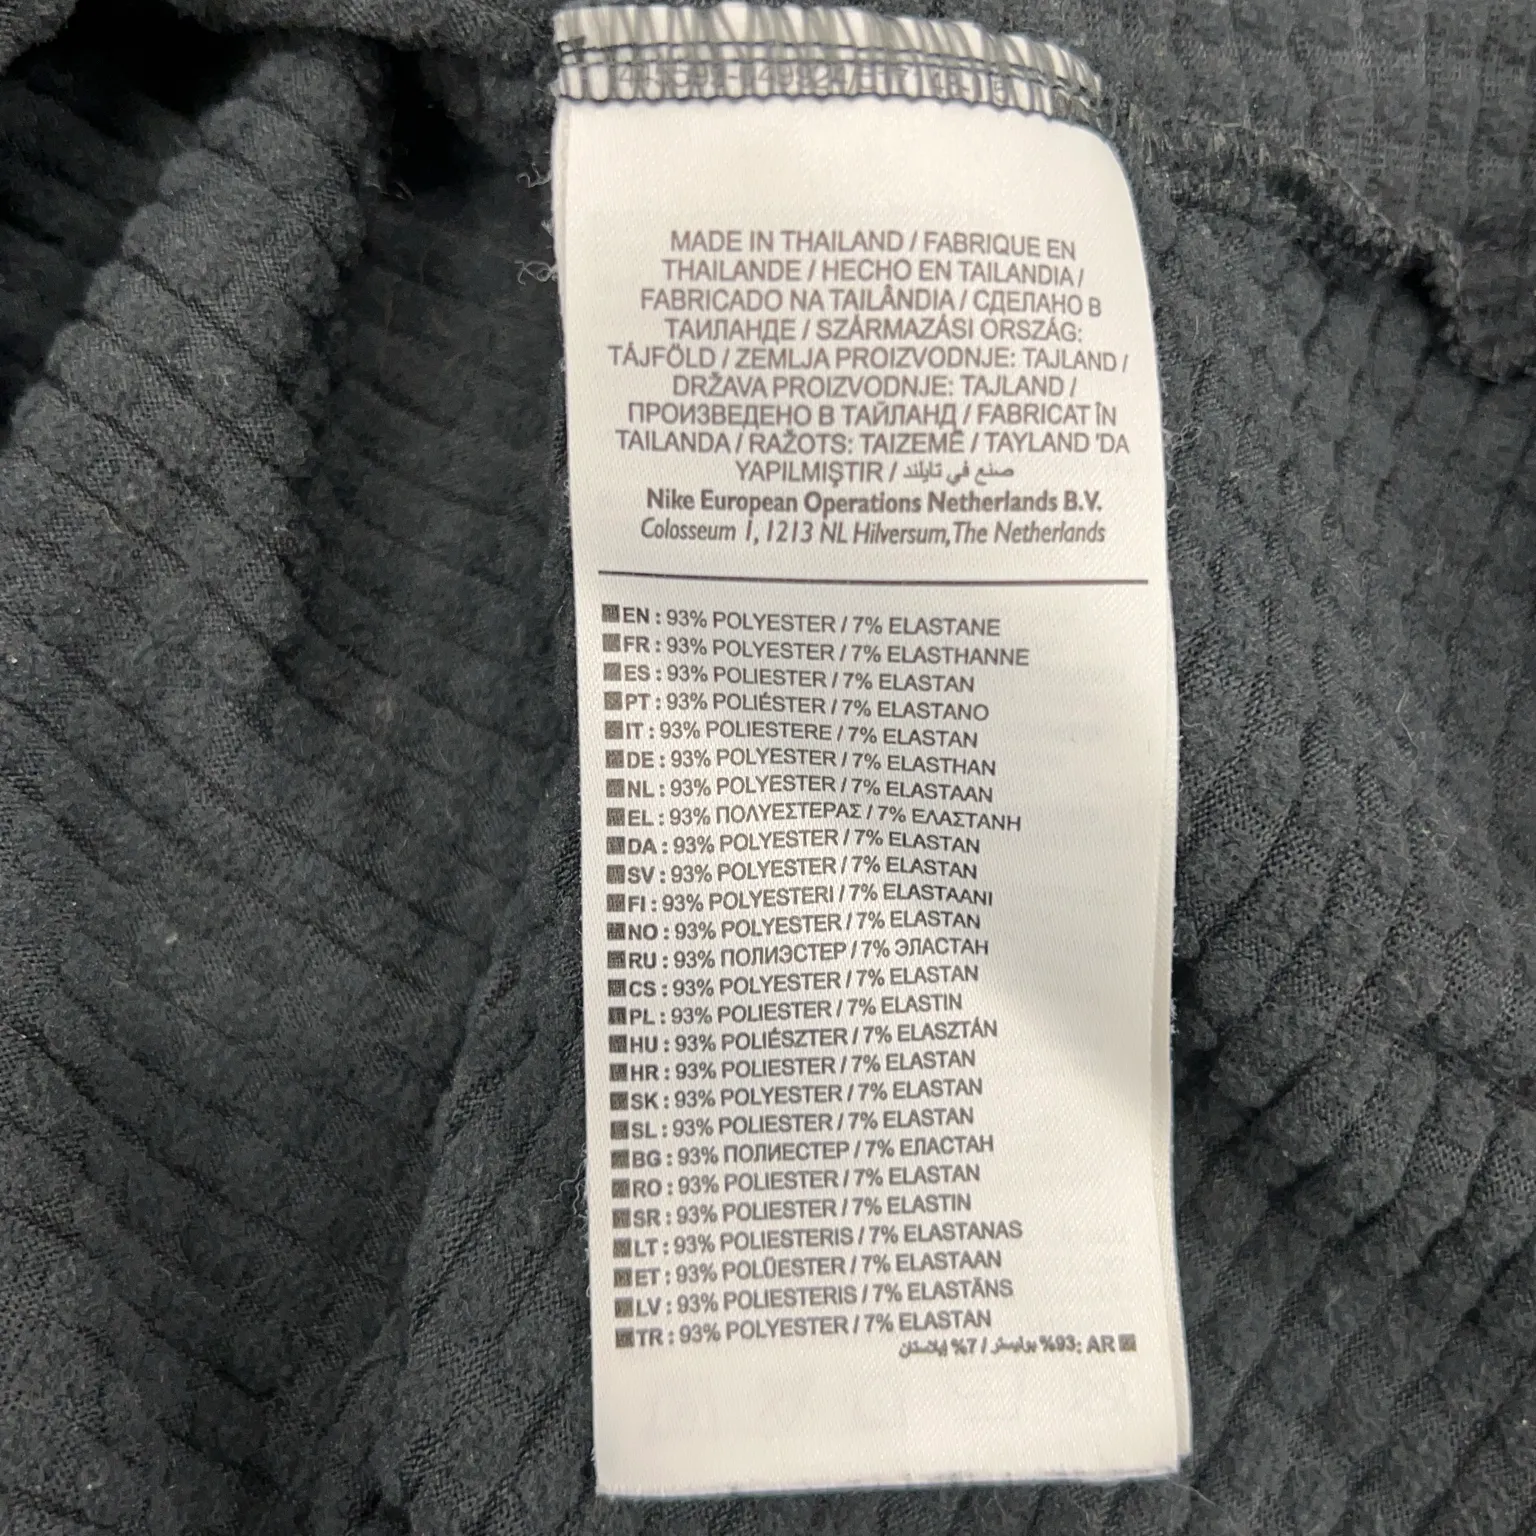 MADE IN THAILAND / FABRIQUE EN
THAILANDE / HECHO EN TAILANDIA /
FABRICADO NA TAILÂNDIA / СДЕЛАНО В
ТАИЛАНДЕ / SZÁRMAZÁSI ORSZÁG:
TÁJFÖLD / ZEMLJA PROIZVODNJE: TAJLAND /
DRŽAVA PROIZVODNJE: TAJLAND /
ПРОИЗВЕДЕНО В ТАЙЛАНД / FABRICAT ÎN
TAILANDA / RAŽOTS: TAIZEMĒ / TAYLAND 'DA
YAPILMIŞTIR / صنع في تايلند
Nike European Operations Netherlands B.V.
Colosseum 1, 1213 NL Hilversum, The Netherlands
EN : 93% POLYESTER / 7% ELASTANE
FR : 93% POLYESTER / 7% ELASTHANNE
ES : 93% POLIESTER / 7% ELASTAN
PT : 93% POLIÉSTER / 7% ELASTANO
IT : 93% POLIESTERE / 7% ELASTAN
DE : 93% POLYESTER / 7% ELASTHAN
NL : 93% POLYESTER / 7% ELASTAAN
EL : 93% ΠΟΛΥΕΣΤΕΡΑΣ / 7% ΕΛΑΣΤΑΝΗ
DA : 93% POLYESTER / 7% ELASTAN
SV : 93% POLYESTER / 7% ELASTAN
FI : 93% POLYESTERI / 7% ELASTAANI
NO : 93% POLYESTER / 7% ELASTAN
RU : 93% ПОЛИЭСТЕР / 7% ЭЛАСТАН
CS : 93% POLYESTER / 7% ELASTAN
PL : 93% POLIESTER / 7% ELASTIN
HU : 93% POLIÉSZTER / 7% ELASZTÁN
HR : 93% POLIESTER / 7% ELASTAN
SK : 93% POLYESTER / 7% ELASTAN
SL : 93% POLIESTER / 7% ELASTAN
BG : 93% ПОЛИЕСТЕР / 7% ЕЛАСТАН
RO : 93% POLIESTER / 7% ELASTAN
SR : 93% POLIESTER / 7% ELASTIN
LT : 93% POLIESTERIS / 7% ELASTANAS
ET : 93% POLÜESTER / 7% ELASTAAN
LV : 93% POLIESTERIS / 7% ELASTĀNS
TR : 93% POLYESTER / 7% ELASTAN
AR :93% بوليستر / 7% إيلاستان